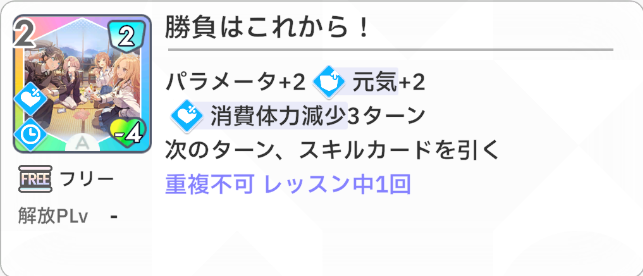 勝負はこれから！
2
2
-4
A
パラメータ+2 元気+2
消費体力減少3ターン
次のターン、スキルカードを引く
重複不可 レッスン中1回
FREE フリー
解放PLv -